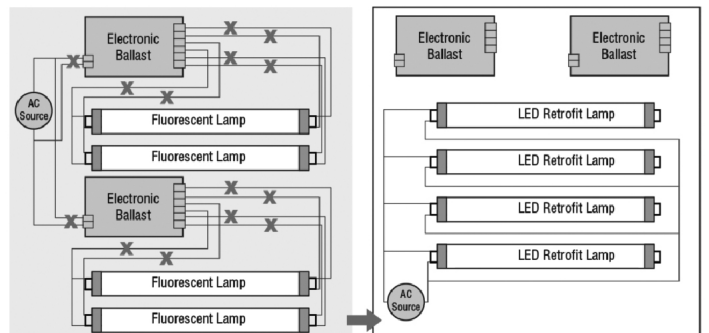 Electronic
Ballast
AC
Source
Fluorescent Lamp
Fluorescent Lamp
Electronic
Ballast
Fluorescent Lamp
Fluorescent Lamp
Electronic
Ballast
Electronic
Ballast
LED Retrofit Lamp
LED Retrofit Lamp
LED Retrofit Lamp
LED Retrofit Lamp
AC
Source